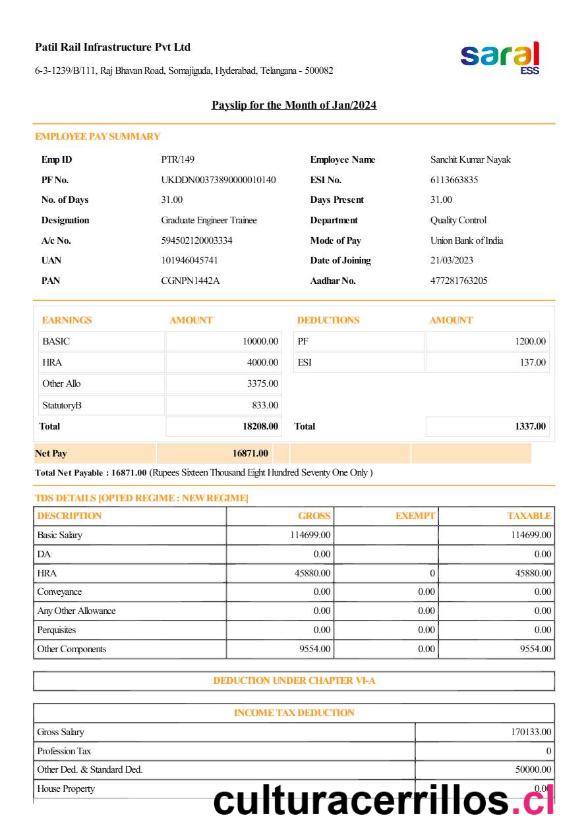 Patil Rail Infrastructure Pvt Ltd
6-3-1239/B/111, Raj Bhavan Road, Somajiguda, Hyderabad, Telangana - 500082
saral
ESS
Payslip for the Month of Jan/2024
EMPLOYEE PAY SUMMARY
Emp ID PTR/149 Employee Name Sanchit Kumar Nayak
PF No. UKDDN00373890000010140 ESI No. 6113663835
No. of Days 31.00 Days Present 31.00
Designation Graduate Engineer Trainee Department Quality Control
A/c No. 594502120003334 Mode of Pay Union Bank of India
UAN 101946045741 Date of Joining 21/03/2023
PAN CGNPN1442A Aadhar No. 477281763205
EARNINGS AMOUNT DEDUCTIONS AMOUNT
BASIC 10000.00 PF 1200.00
HRA 4000.00 ESI 137.00
Other Allo 3375.00
StatutoryB 833.00
Total 18208.00 Total 1337.00
Net Pay 16871.00
Total Net Payable : 16871.00 (Rupees Sixteen Thousand Eight Hundred Seventy One Only )
TDS DETAILS [OPTED REGIME : NEW REGIME]
DESCRIPTION GROSS EXEMPT TAXABLE
Basic Salary 114699.00 114699.00
DA 0.00 0.00
HRA 45880.00 0 45880.00
Conveyance 0.00 0.00 0.00
Any Other Allowance 0.00 0.00 0.00
Perquisites 0.00 0.00 0.00
Other Components 9554.00 0.00 9554.00
DEDUCTION UNDER CHAPTER VI-A
INCOME TAX DEDUCTION
Gross Salary 170133.00
Profession Tax 0
Other Ded. & Standard Ded. 50000.00
House Property 0.00
culturacerrillos.cl